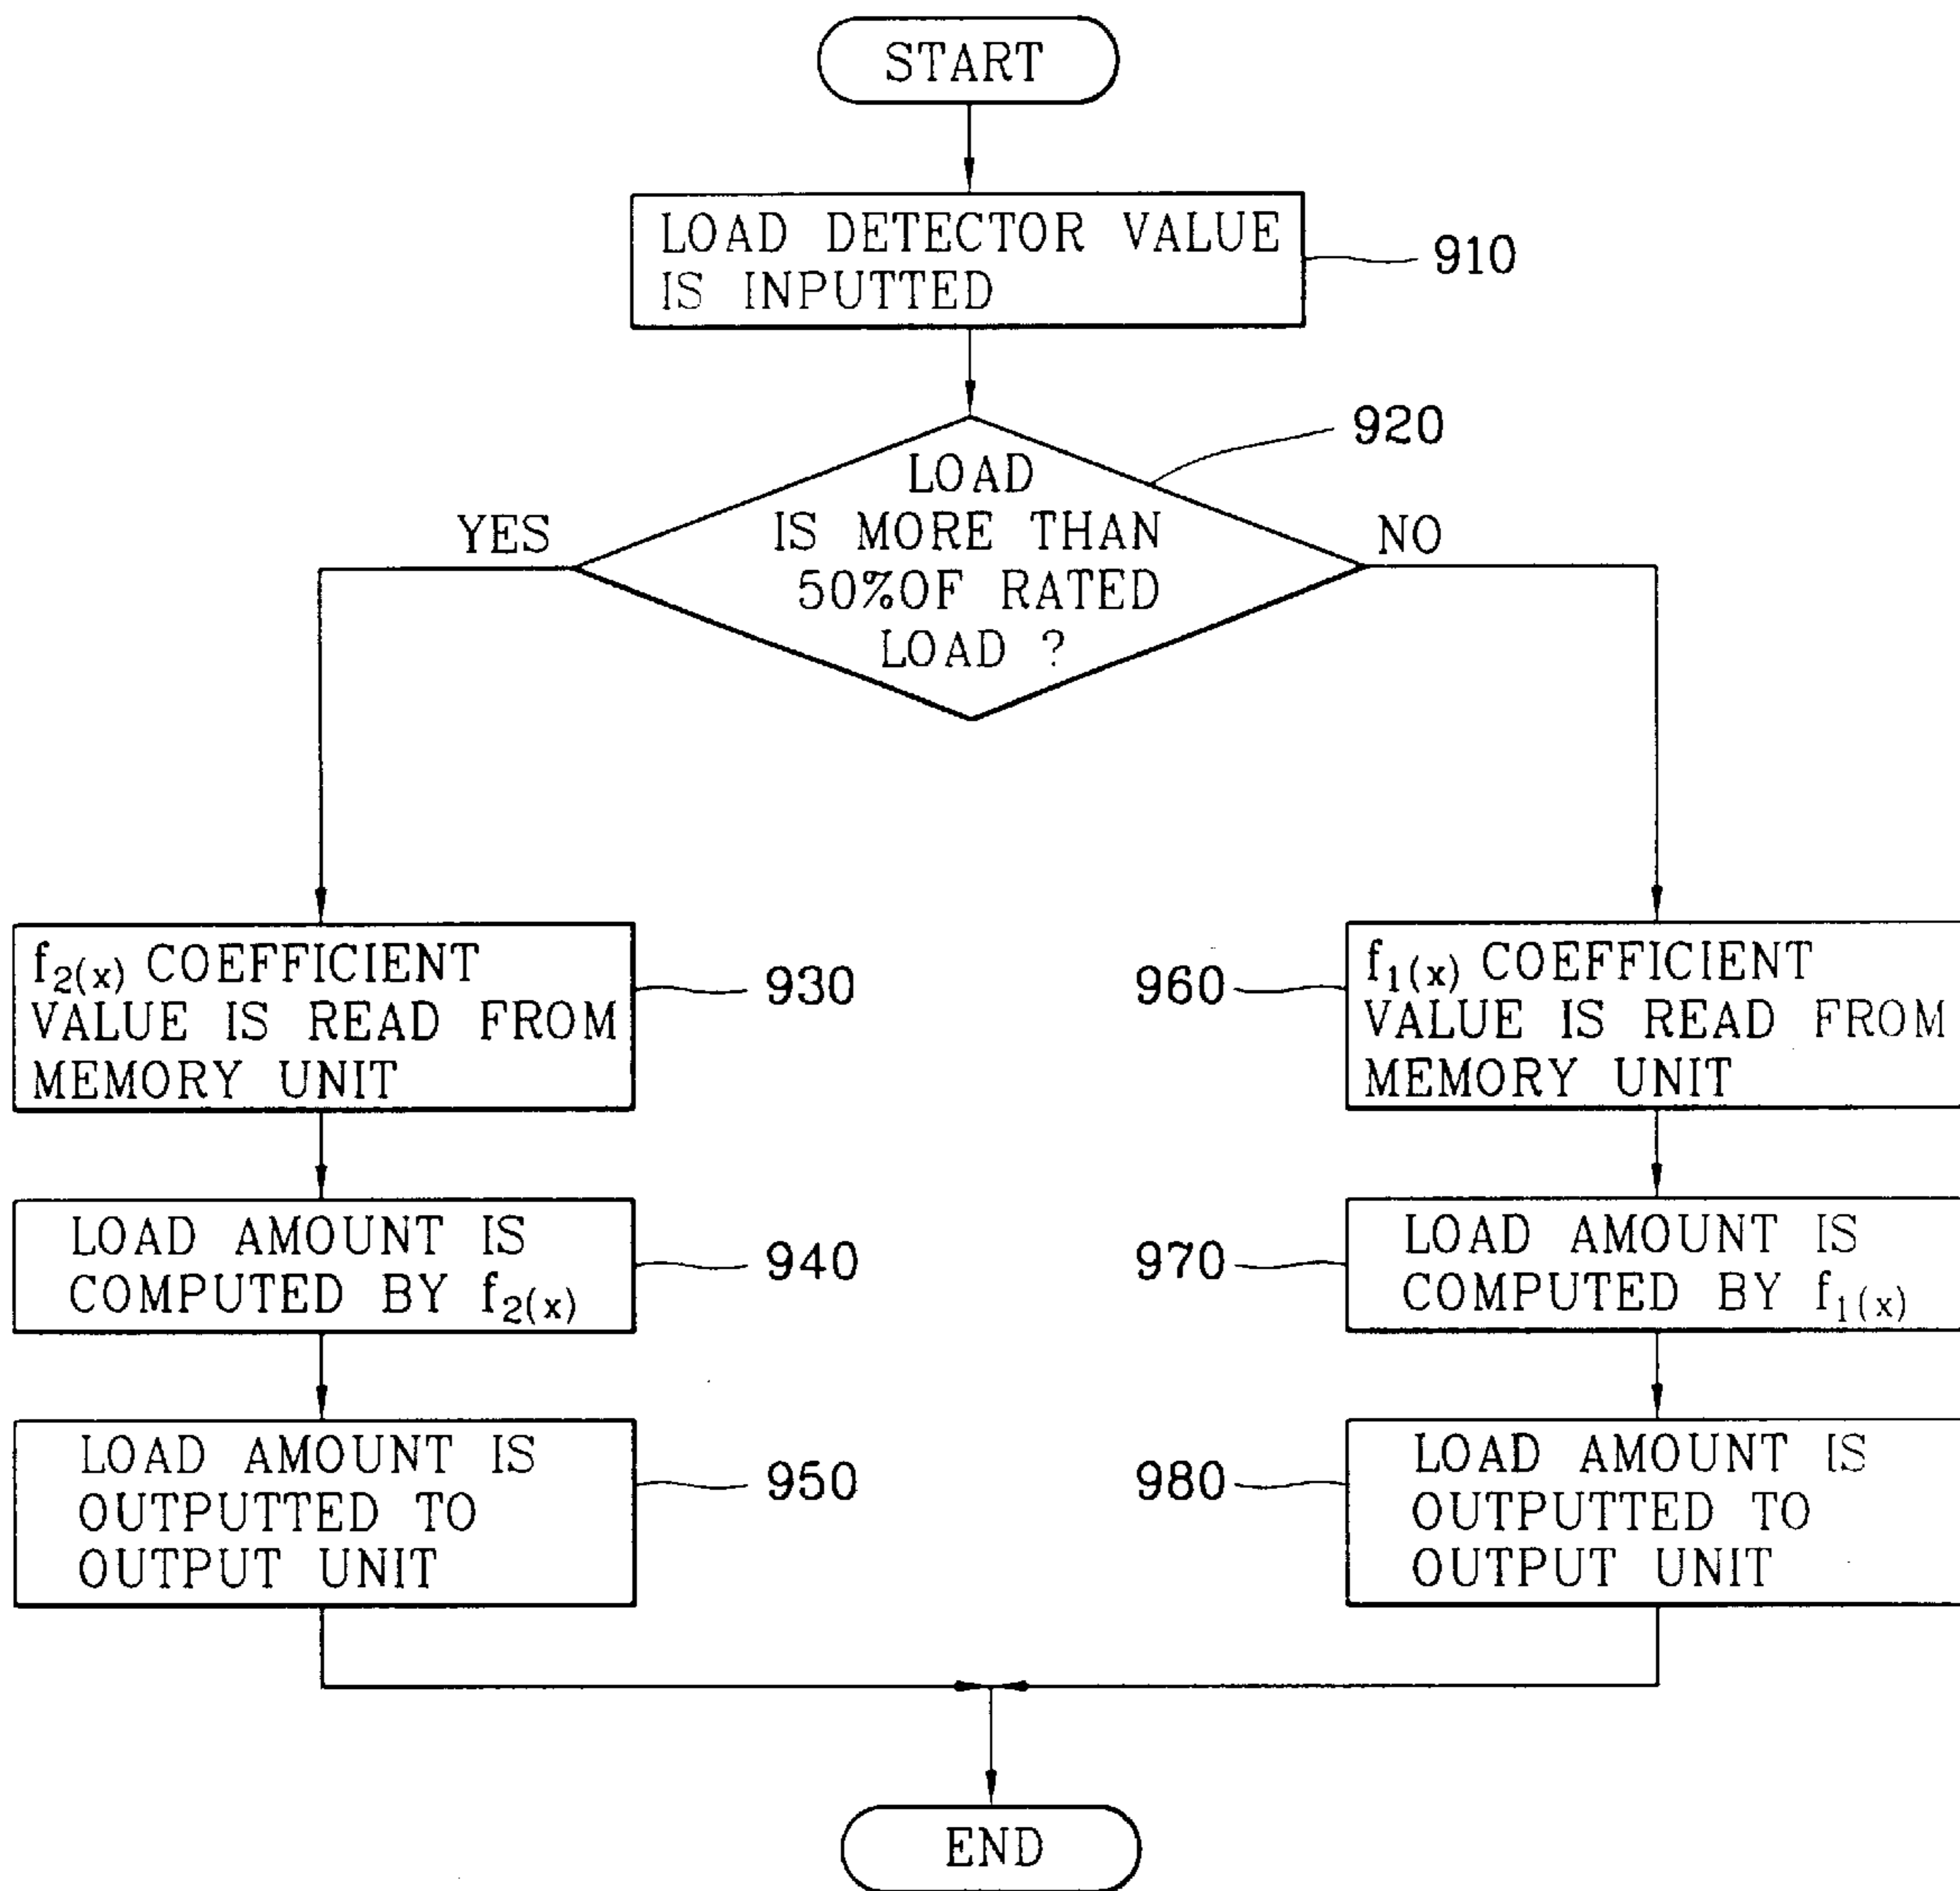 START
LOAD DETECTOR VALUE
IS INPUTTED
910
920
LOAD
IS MORE THAN
50%OF RATED
LOAD ?
YES
NO
f2(x) COEFFICIENT
VALUE IS READ FROM
MEMORY UNIT
930
960
f1(x) COEFFICIENT
VALUE IS READ FROM
MEMORY UNIT
LOAD AMOUNT IS
COMPUTED BY f2(x)
940
970
LOAD AMOUNT IS
COMPUTED BY f1(x)
LOAD AMOUNT IS
OUTPUTTED TO
OUTPUT UNIT
950
980
LOAD AMOUNT IS
OUTPUTTED TO
OUTPUT UNIT
END